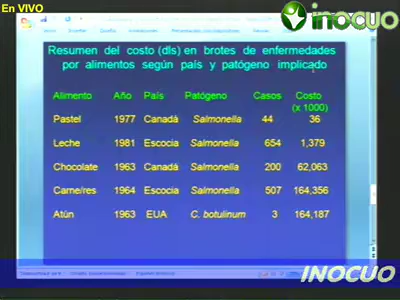 En VIVO
inocuo
Resumen del costo (dls) en brotes de enfermedades
por alimentos según país y patógeno implicado
Alimento Año País Patógeno Casos Costo
(x 1000)
Pastel 1977 Canadá Salmonella 44 36
Leche 1981 Escocia Salmonella 654 1,379
Chocolate 1963 Canadá Salmonella 200 62,063
Carne/res 1964 Escocia Salmonella 507 164,356
Atún 1963 EUA C. botulinum 3 164,187
INOCUO